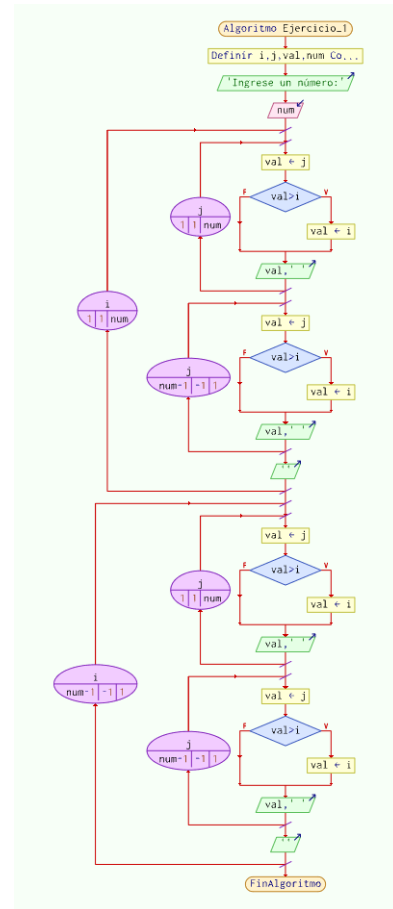 Algoritmo Ejercicio_1
Definir i,j,val,num Co...
'Ingrese un número:'
num
val ← j
j
1 1 num
F val>i V
val ← i
val,' '
i
1 1 num
val ← j
j
num-1 -1 1
F val>i V
val ← i
val,' '
''
val ← j
j
1 1 num
F val>i V
val ← i
val,' '
i
num-1 -1 1
val ← j
j
num-1 -1 1
F val>i V
val ← i
val,' '
''
FinAlgoritmo